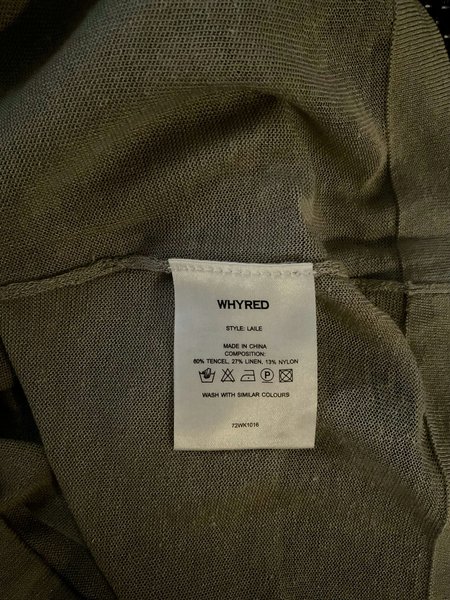 WHYRED
STYLE: LAILE
MADE IN CHINA
COMPOSITION:
60% TENCEL, 27% LINEN, 13% NYLON
P
WASH WITH SIMILAR COLOURS
72WK1016